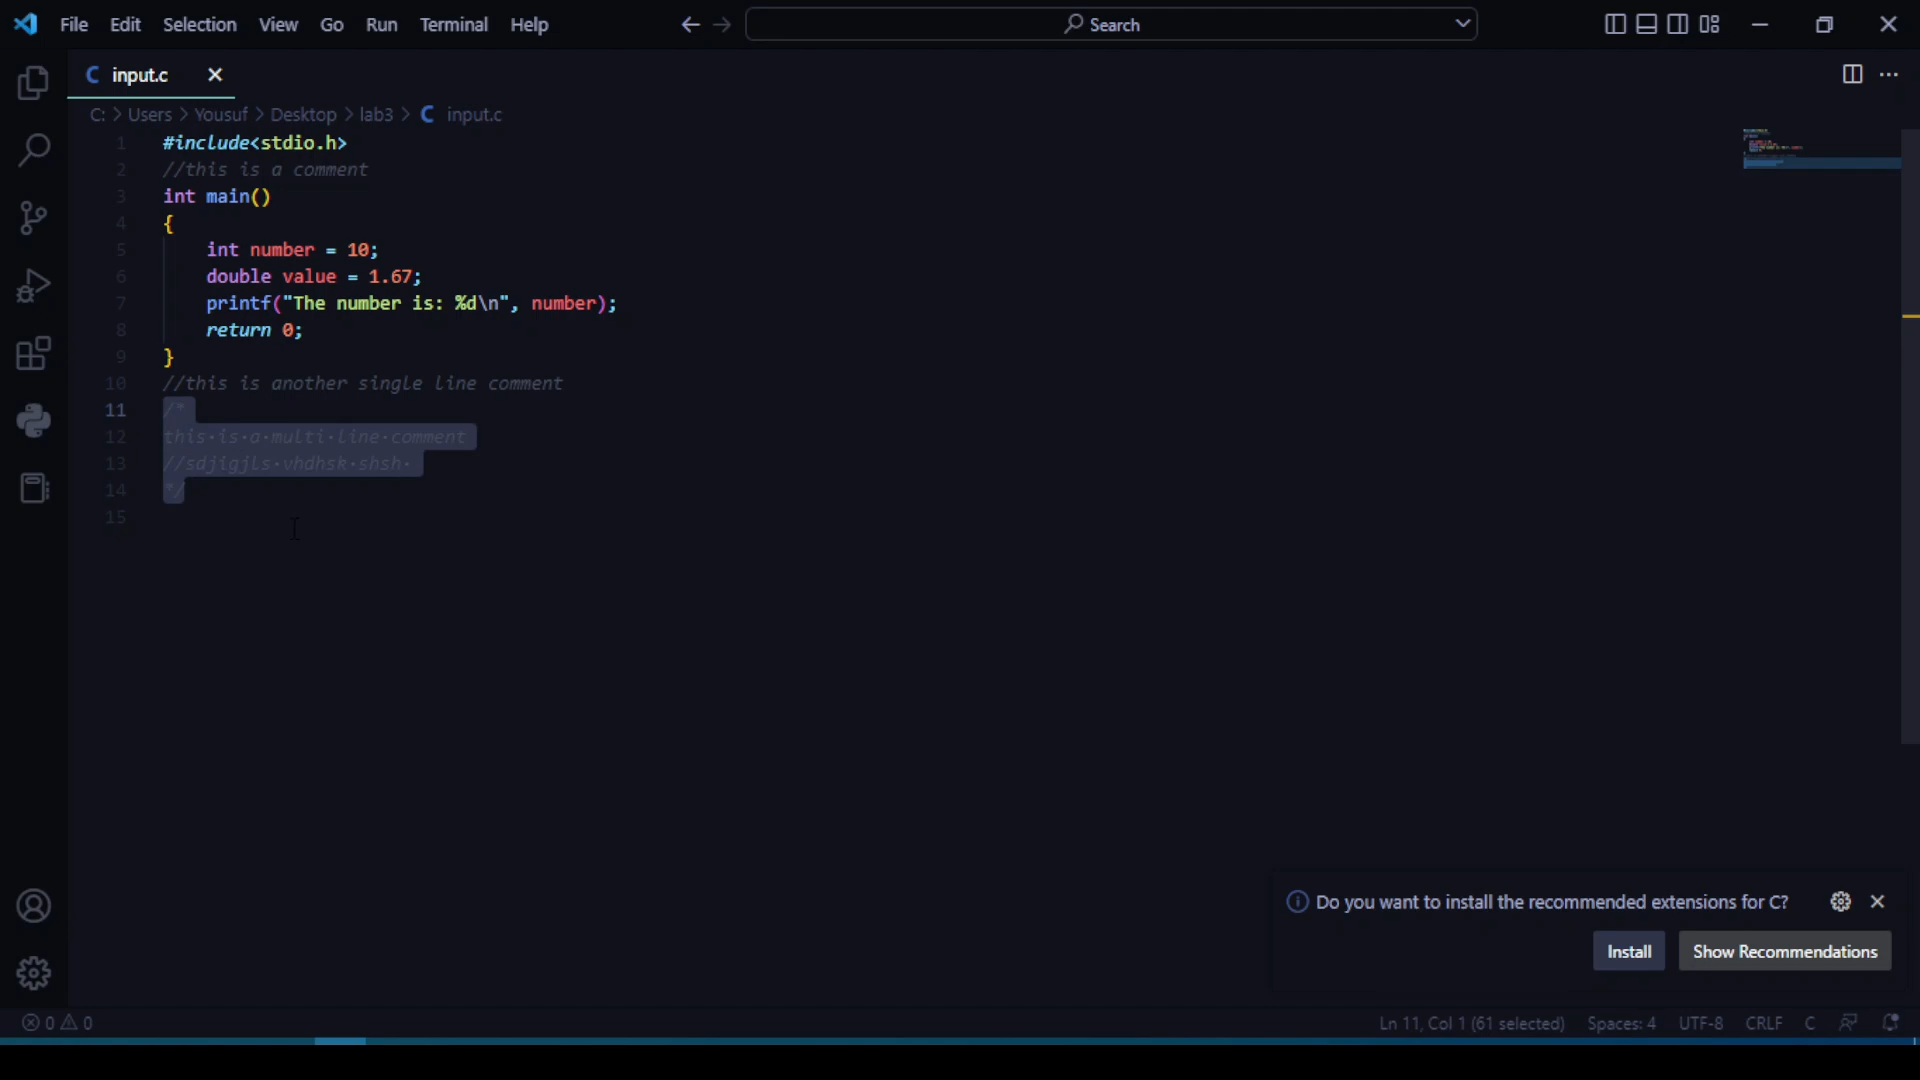 File Edit Selection View Go Run Terminal Help Search
input.c
C: > Users > Yousuf > Desktop > lab3 > C input.c
1 #include<stdio.h>
2 //this is a comment
3 int main()
4 {
5 int number = 10;
6 double value = 1.67;
7 printf("The number is: %d\n", number);
8 return 0;
9 }
10 //this is another single line comment
11 /*
12 this·is·a·multi·line·comment
13 //sdjigjls·vhdhsk·shsh·
14 */
15
Do you want to install the recommended extensions for C?
Install Show Recommendations
0 0 Ln 11, Col 1 (61 selected) Spaces: 4 UTF-8 CRLF C